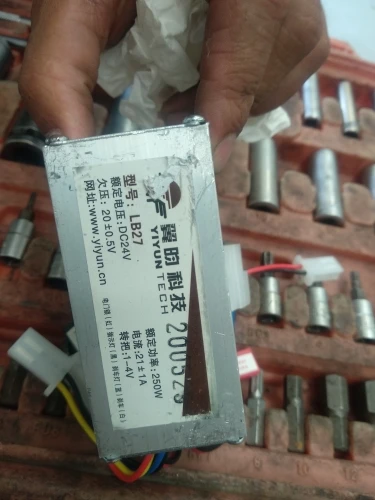 翼昀科技
YIYUN TECH
200523
型号：LB27
额定电压：DC24V
欠压：20±0.5V
网址：www.yiyun.cn
额定功率：250W
电流：21±1A
转把：1-4V